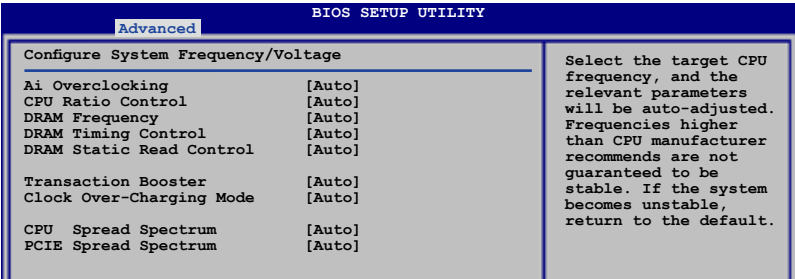 BIOS SETUP UTILITY
Advanced
Configure System Frequency/Voltage
Ai Overclocking [Auto]
CPU Ratio Control [Auto]
DRAM Frequency [Auto]
DRAM Timing Control [Auto]
DRAM Static Read Control [Auto]
Transaction Booster [Auto]
Clock Over-Charging Mode [Auto]
CPU Spread Spectrum [Auto]
PCIE Spread Spectrum [Auto]
Select the target CPU
frequency, and the
relevant parameters
will be auto-adjusted.
Frequencies higher
than CPU manufacturer
recommends are not
guaranteed to be
stable. If the system
becomes unstable,
return to the default.